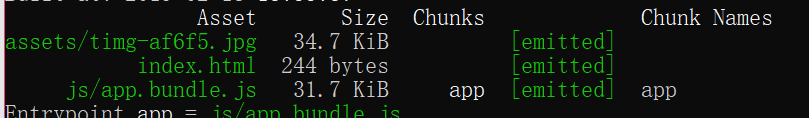 Asset Size Chunks Chunk Names
assets/timg-af6f5.jpg 34.7 KiB [emitted]
index.html 244 bytes [emitted]
js/app.bundle.js 31.7 KiB app [emitted] app
Entrypoint app = js/app.bundle.js